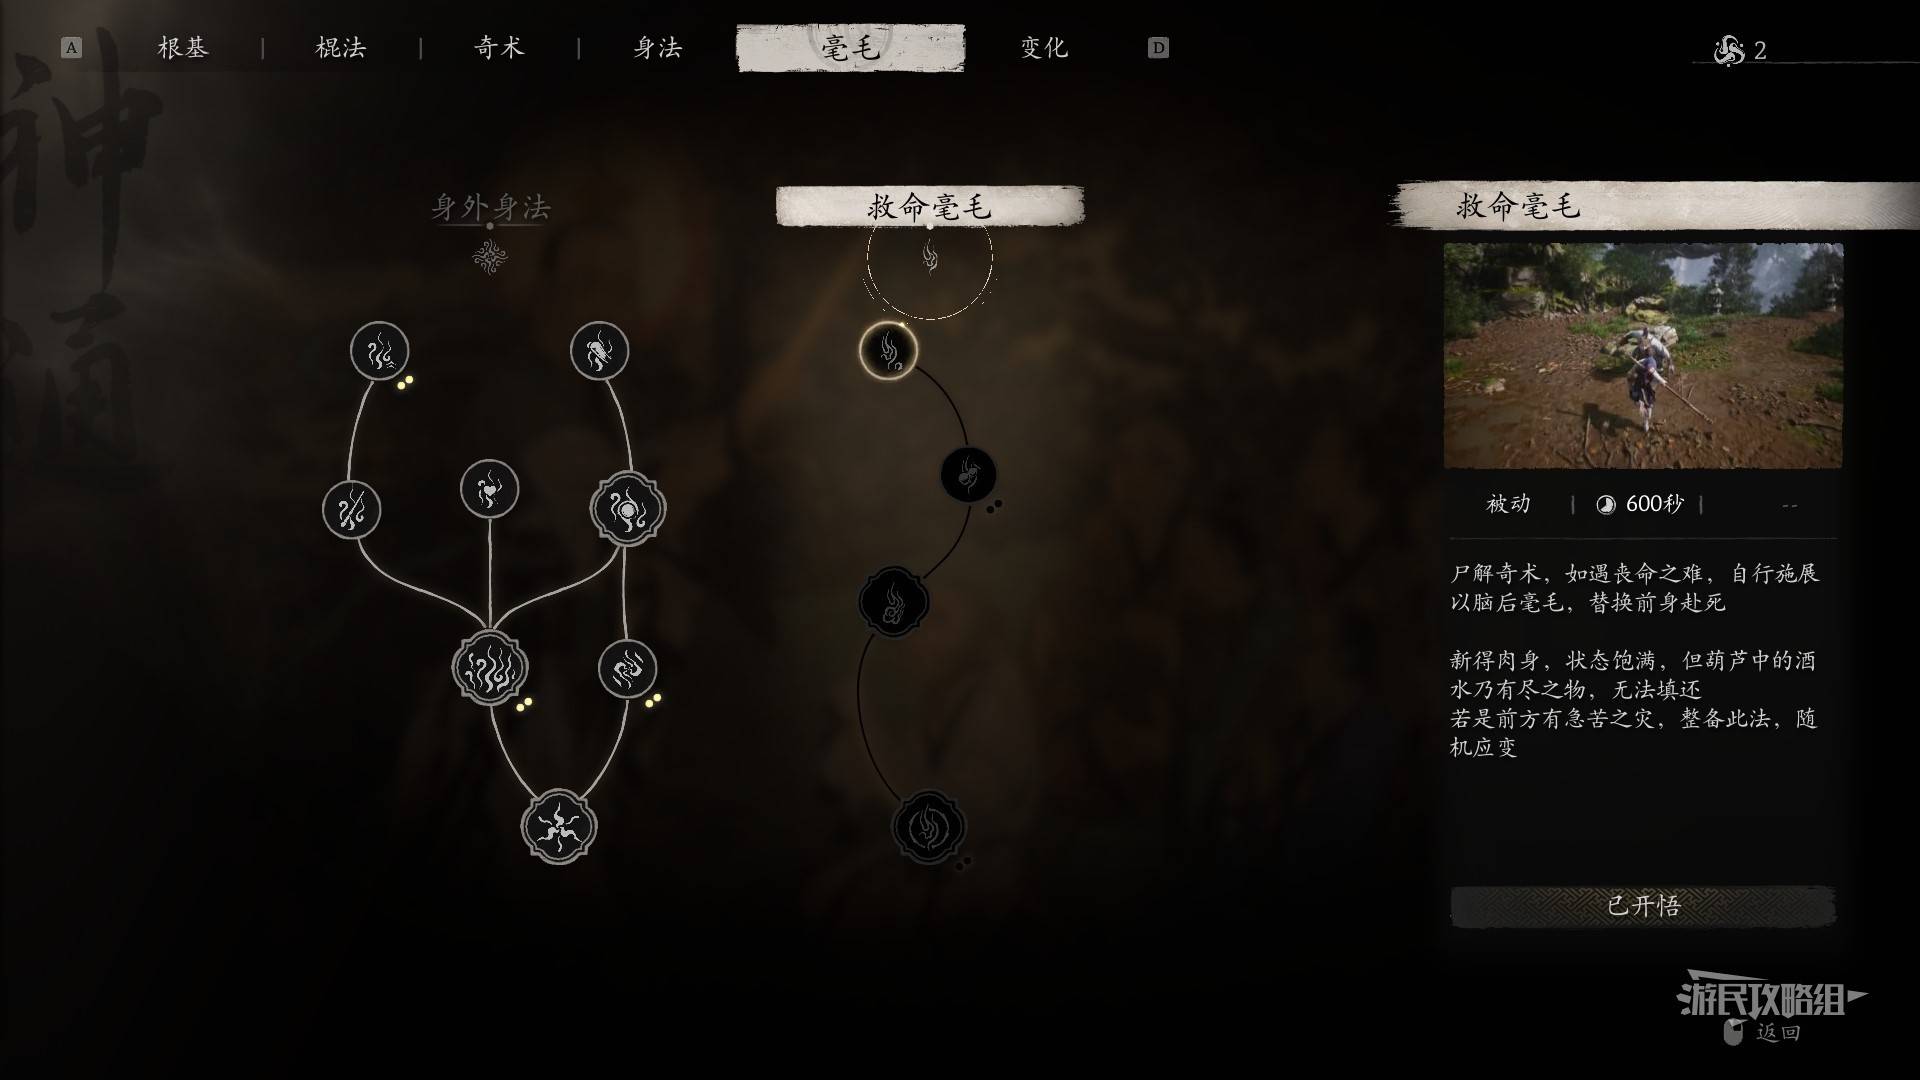 A 根基 | 棍法 | 奇术 | 身法 毫毛 变化 D
2
神通
身外身法
救命毫毛
救命毫毛
被动 | 600秒 | --
尸解奇术，如遇丧命之难，自行施展
以脑后毫毛，替换前身赴死
新得肉身，状态饱满，但葫芦中的酒
水乃有尽之物，无法填还
若是前方有急苦之灾，整备此法，随
机应变
已开悟
游民攻略组
返回